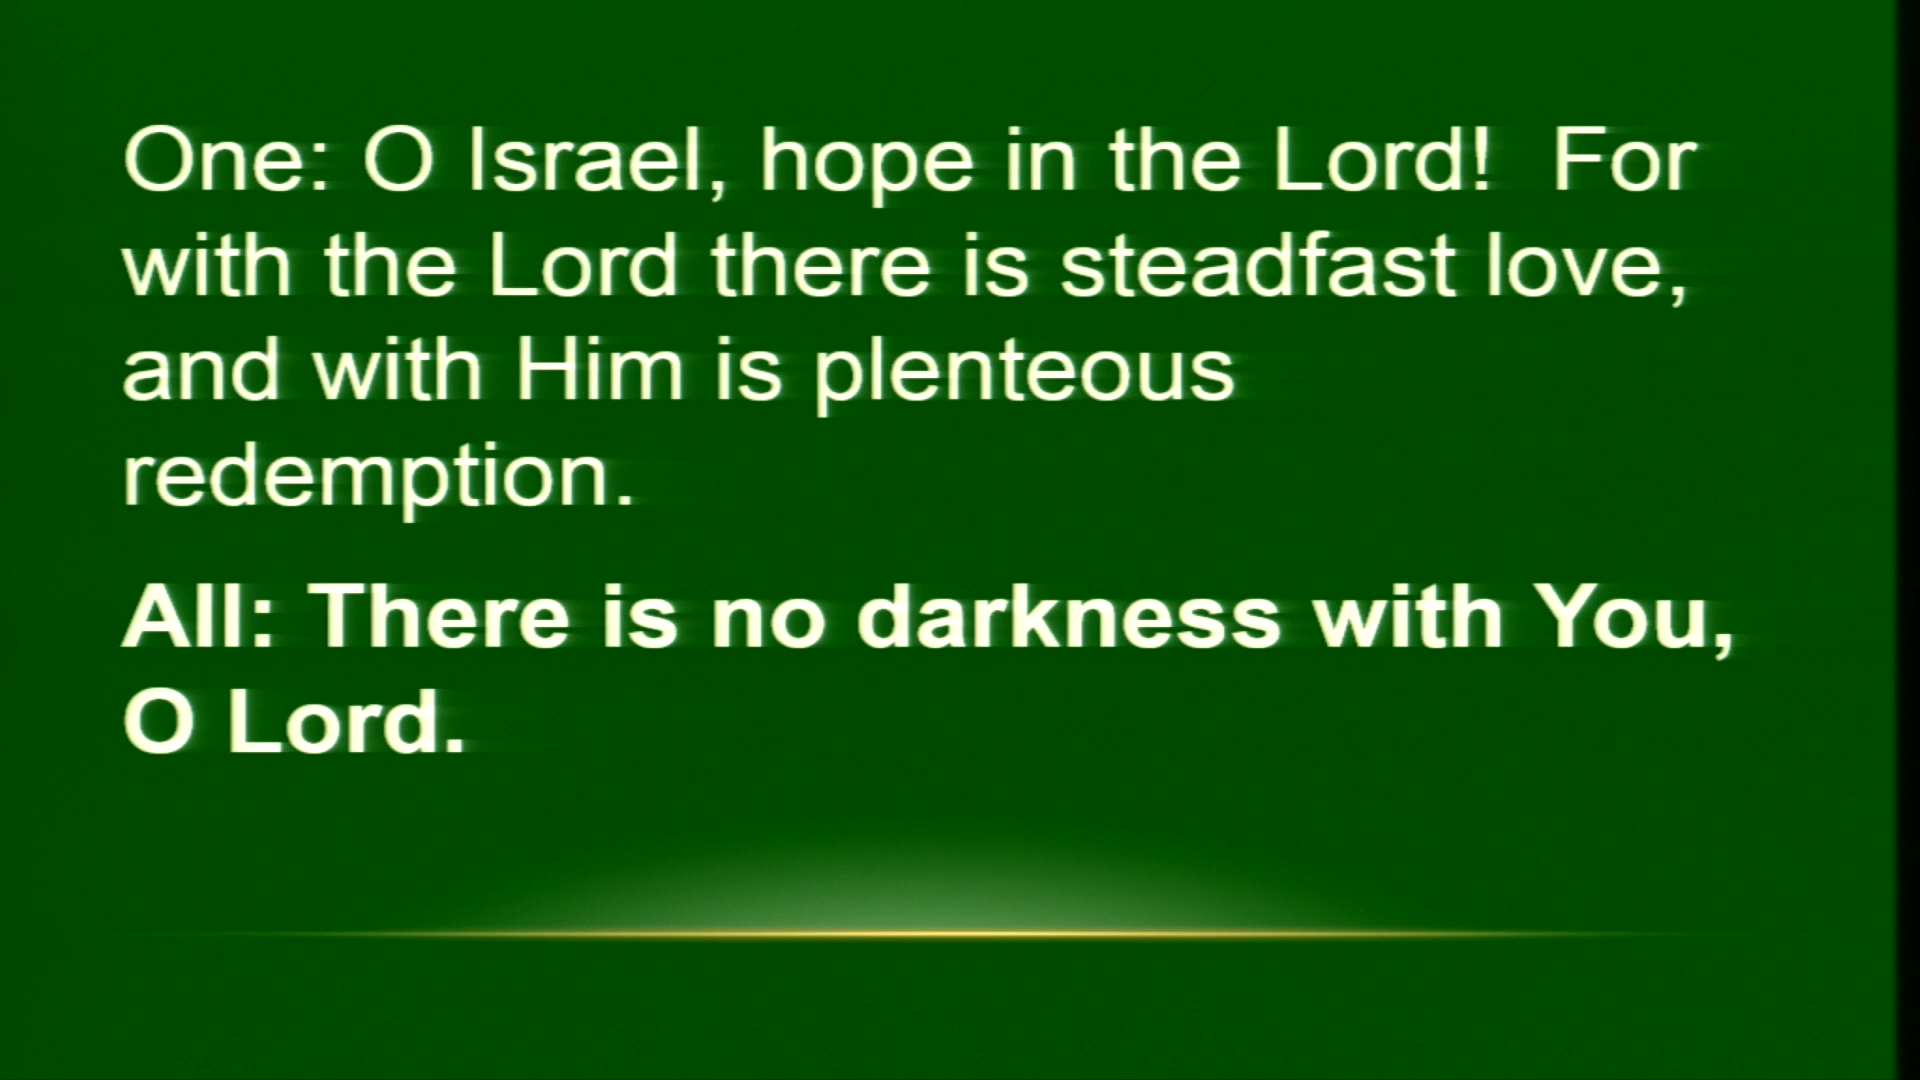 One: O Israel, hope in the Lord!  For
with the Lord there is steadfast love,
and with Him is plenteous
redemption.
All: There is no darkness with You,
O Lord.